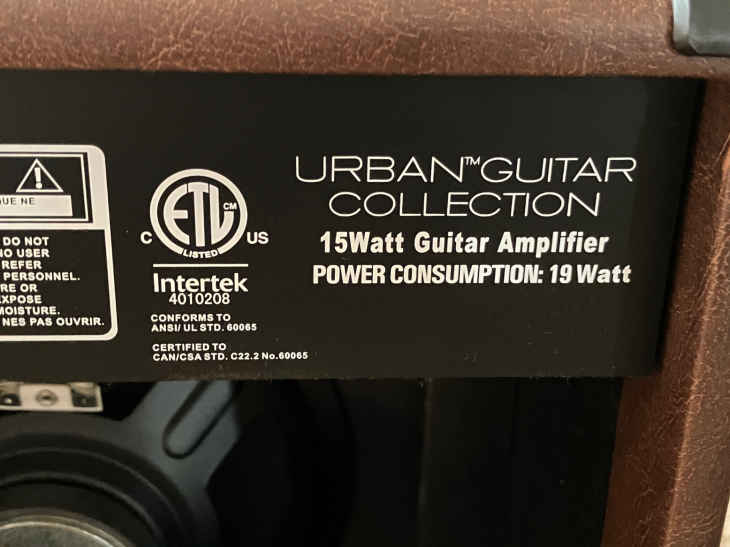 QUE NE
DO NOT
NO USER
REFER
PERSONNEL.
RE OR
EXPOSE
MOISTURE.
NES PAS OUVRIR.
ETL
CM
LISTED
C US
Intertek
4010208
CONFORMS TO
ANSI/ UL STD. 60065
CERTIFIED TO
CAN/CSA STD. C22.2 No.60065
URBAN™GUITAR
COLLECTION
15Watt Guitar Amplifier
POWER CONSUMPTION: 19 Watt